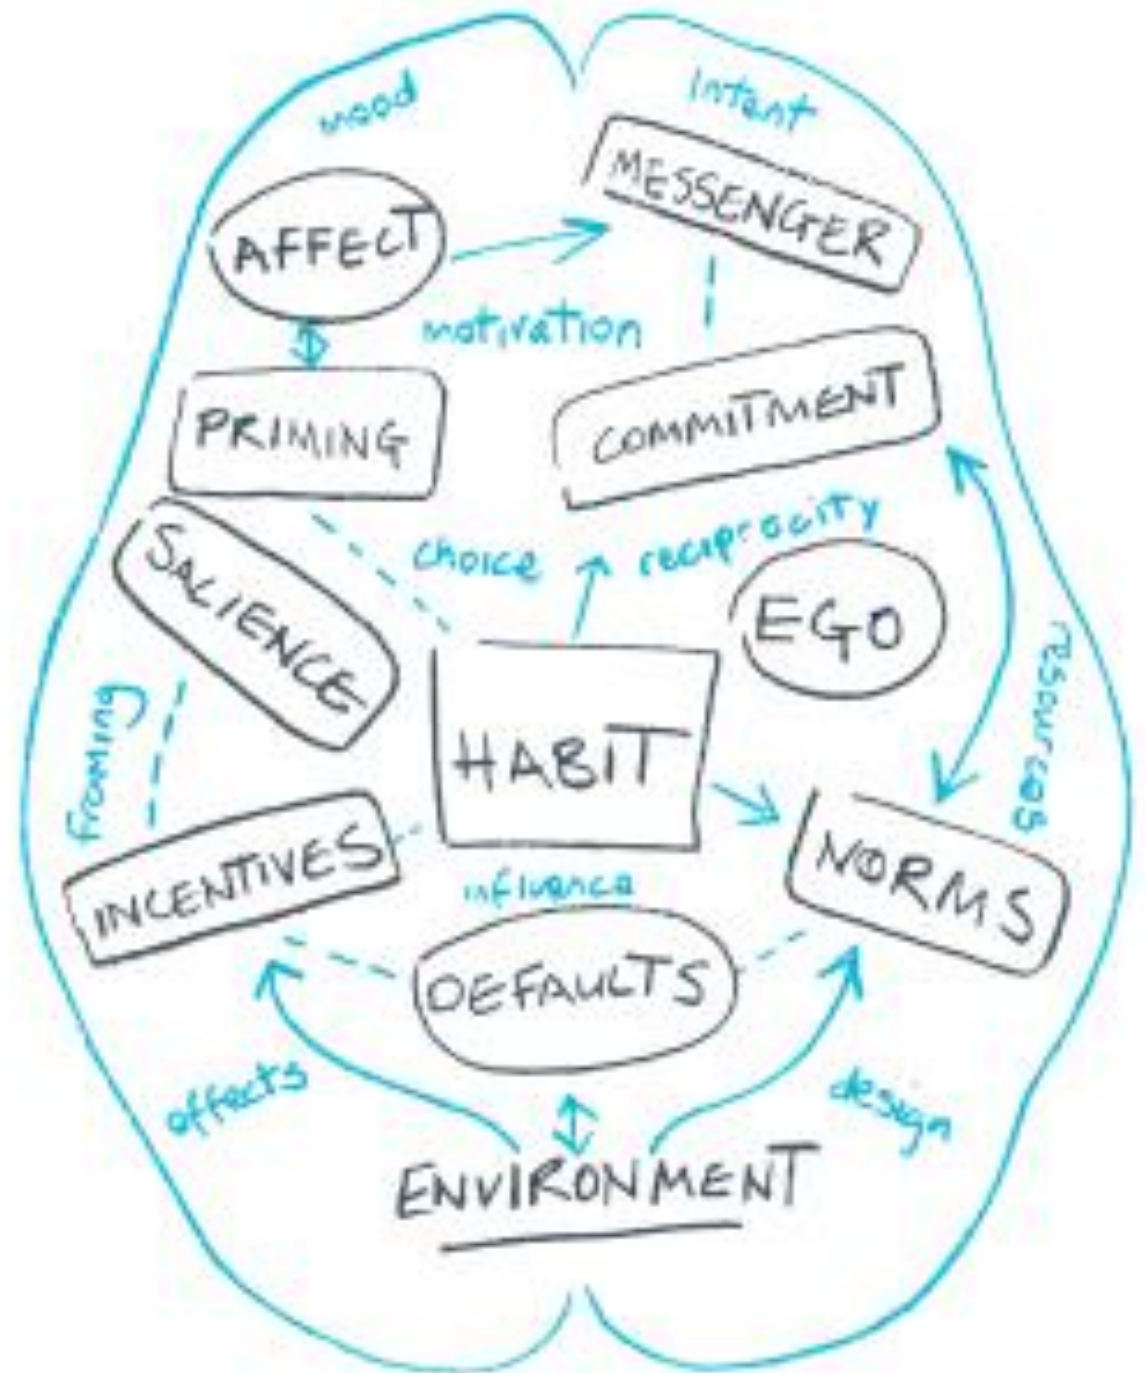 mood
Intent
MESSENGER
AFFECT
motivation
PRIMING
COMMITMENT
SALIENCE
choice
reciprocity
EGO
resources
framing
HABIT
INCENTIVES
NORMS
influence
DEFAULTS
effects
design
ENVIRONMENT